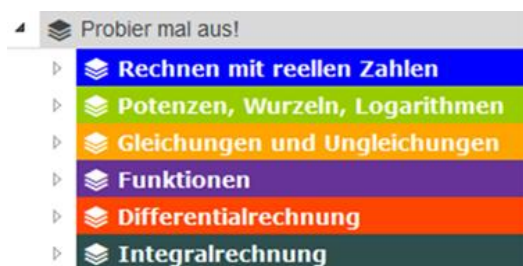 Probier mal aus!
Rechnen mit reellen Zahlen
Potenzen, Wurzeln, Logarithmen
Gleichungen und Ungleichungen
Funktionen
Differentialrechnung
Integralrechnung